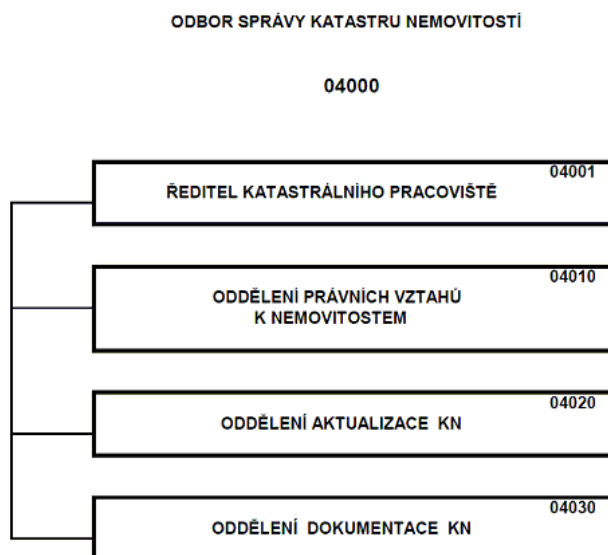 ODBOR SPRÁVY KATASTRU NEMOVITOSTÍ
04000
04001
ŘEDITEL KATASTRÁLNÍHO PRACOVIŠTĚ
04010
ODDĚLENÍ PRÁVNÍCH VZTAHŮ
K NEMOVITOSTEM
04020
ODDĚLENÍ AKTUALIZACE KN
04030
ODDĚLENÍ DOKUMENTACE KN